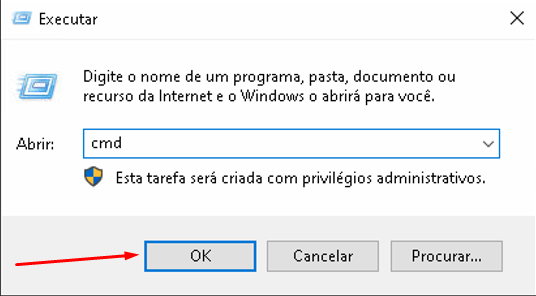 Executar
Digite o nome de um programa, pasta, documento ou
recurso da Internet e o Windows o abrirá para você.
Abrir: cmd
Esta tarefa será criada com privilégios administrativos.
OK Cancelar Procurar...